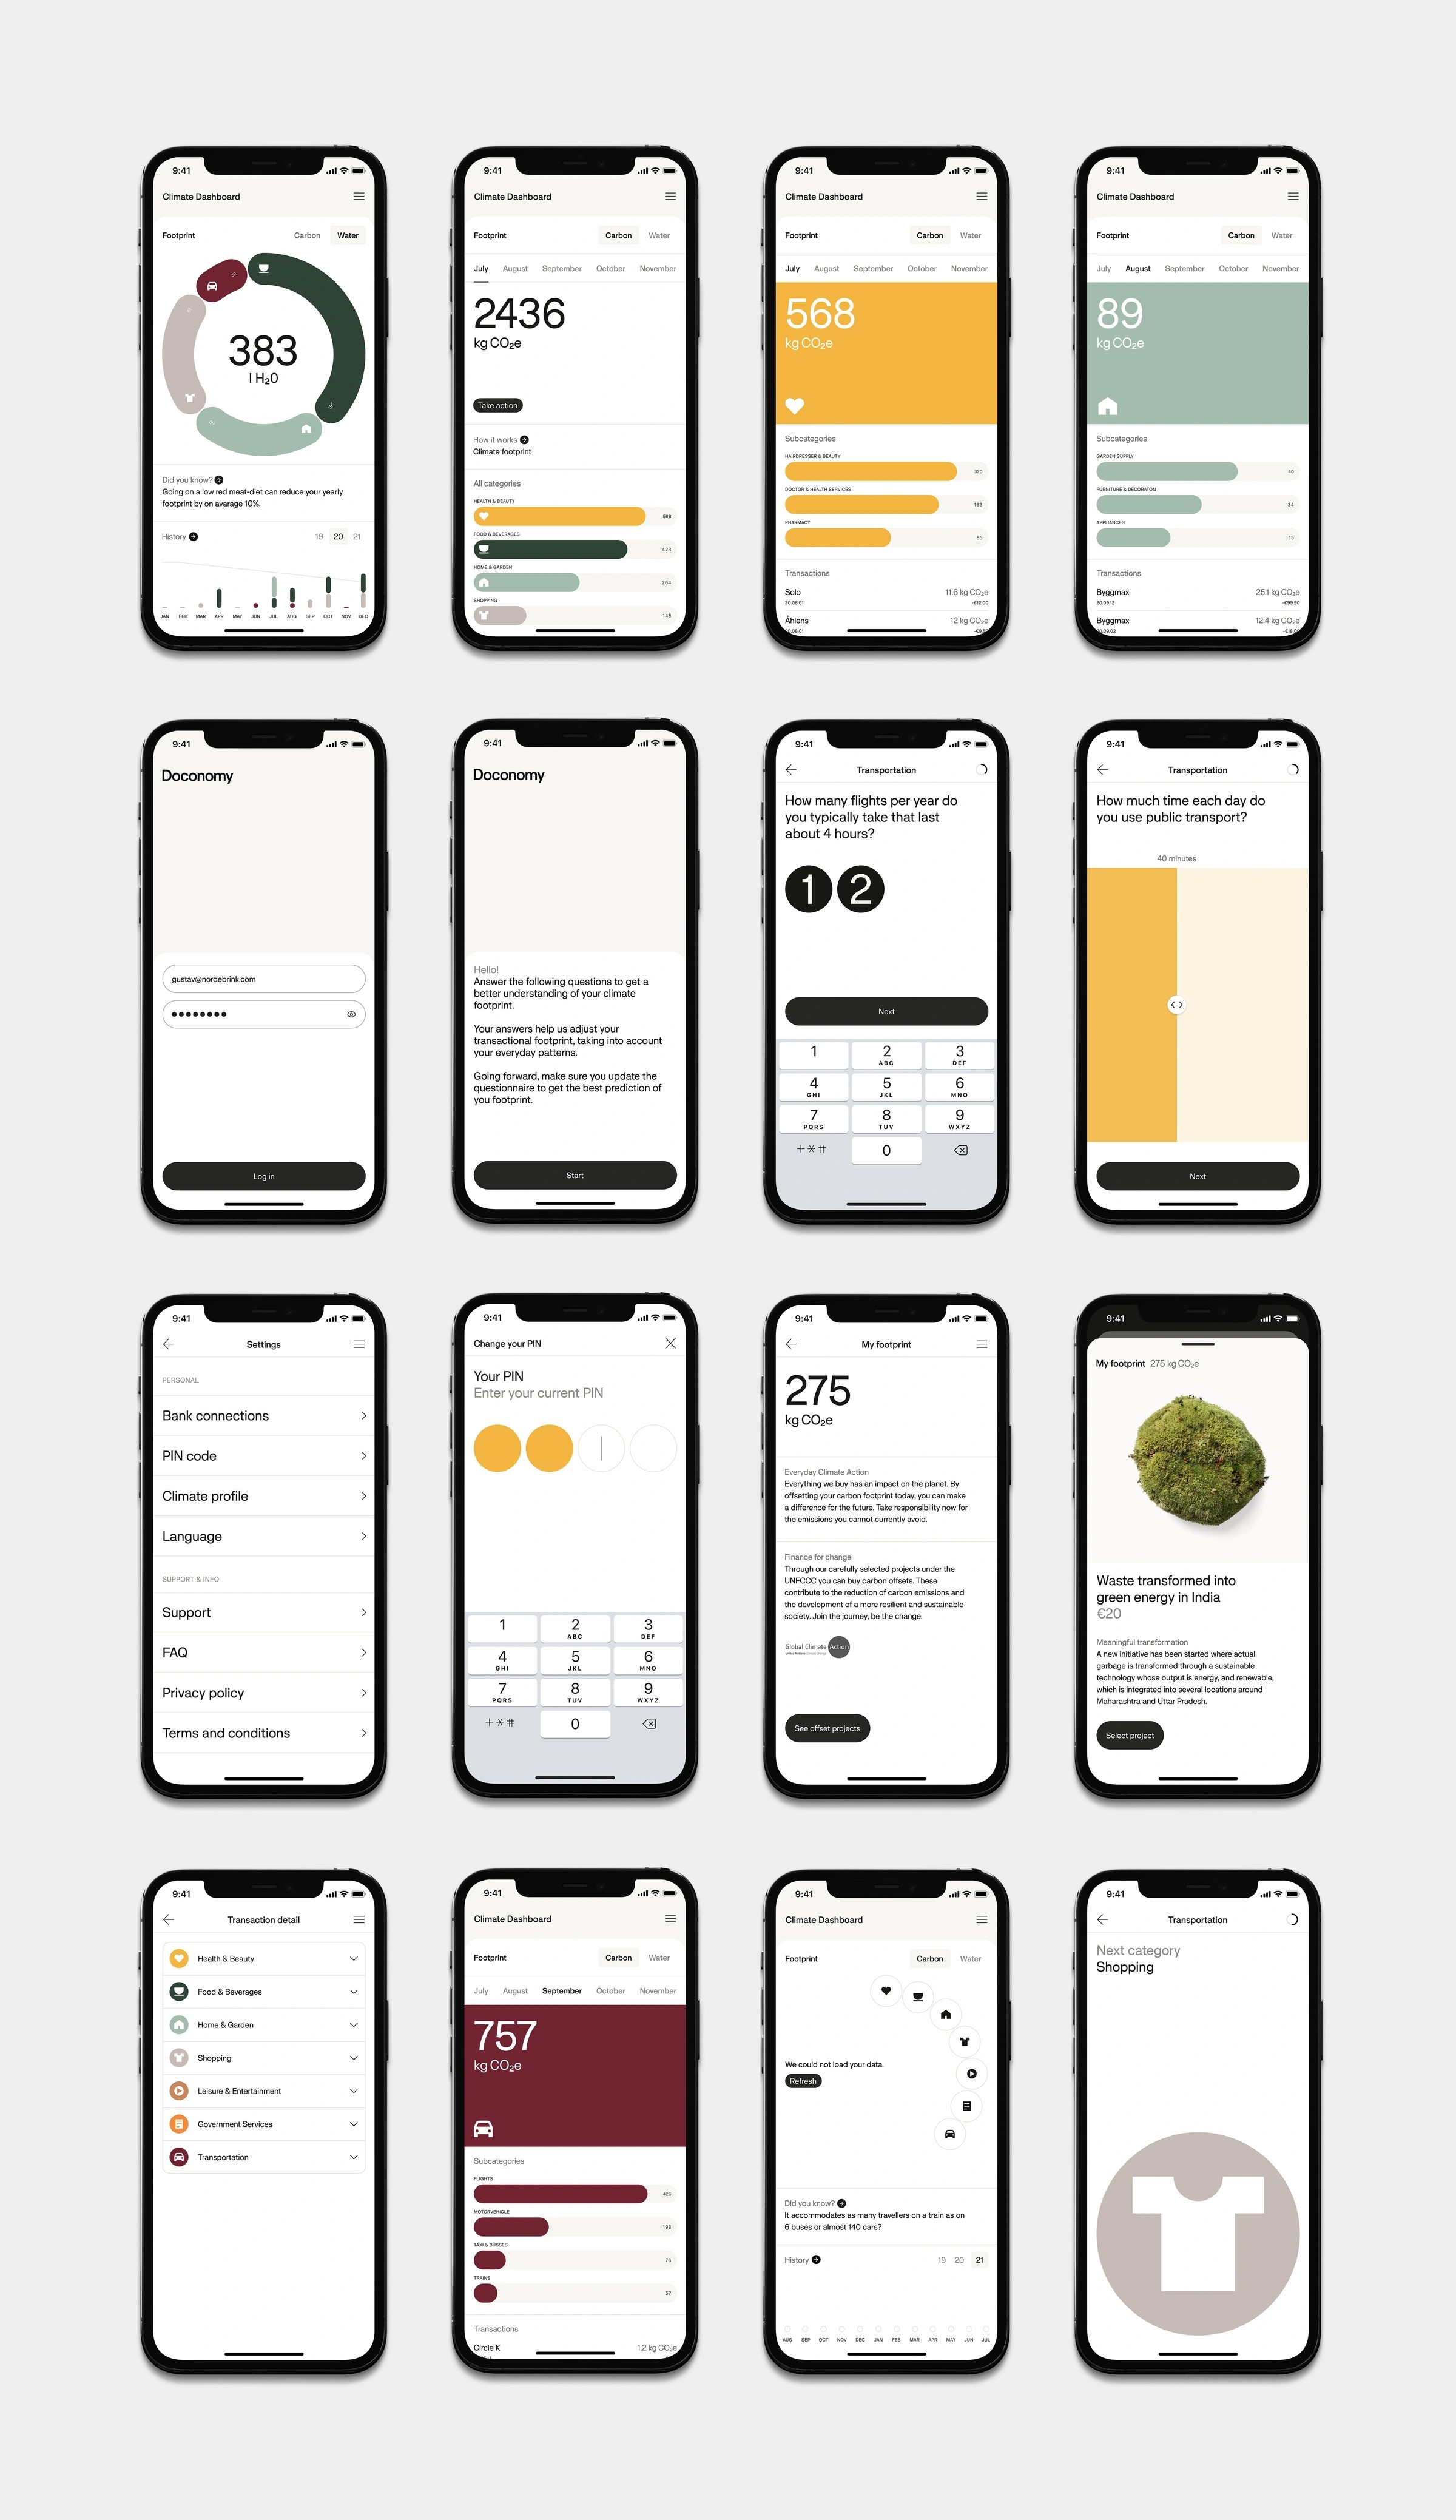 9:41
Climate Dashboard
Footprint Carbon Water
383
l H₂0
Did you know?
Going on a low red meat-diet can reduce your yearly
footprint by on avarage 10%.
History 19 20 21
JAN FEB MAR APR MAY JUN JUL AUG SEP OCT NOV DEC
9:41
Climate Dashboard
Footprint Carbon Water
July August September October November
2436
kg CO₂e
Take action
How it works
Climate footprint
All categories
HEALTH & BEAUTY
568
FOOD & BEVERAGES
423
HOME & GARDEN
264
SHOPPING
148
9:41
Climate Dashboard
Footprint Carbon Water
July August September October November
568
kg CO₂e
Subcategories
HAIRDRESSER & BEAUTY
320
DOCTOR & HEALTH SERVICES
163
PHARMACY
85
Transactions
Solo 11.6 kg CO₂e
20.08.01 -€12.00
Åhlens 12 kg CO₂e
9:41
Climate Dashboard
Footprint Carbon Water
July August September October November
89
kg CO₂e
Subcategories
GARDEN SUPPLY
40
FURNITURE & DECORATON
34
APPLIANCES
15
Transactions
Byggmax 25.1 kg CO₂e
20.09.13 -€99.90
Byggmax 12.4 kg CO₂e
9:41
Doconomy
gustav@nordebrink.com
Log in
9:41
Doconomy
Hello!
Answer the following questions to get a
better understanding of your climate
footprint.
Your answers help us adjust your
transactional footprint, taking into account
your everyday patterns.
Going forward, make sure you update the
questionnaire to get the best prediction of
you footprint.
Start
9:41
Transportation
How many flights per year do
you typically take that last
about 4 hours?
1 2
Next
1 2 3
ABC DEF
4 5 6
GHI JKL MNO
7 8 9
PQRS TUV WXYZ
+*# 0
9:41
Transportation
How much time each day do
you use public transport?
40 minutes
Next
9:41
Settings
PERSONAL
Bank connections
PIN code
Climate profile
Language
SUPPORT & INFO
Support
FAQ
Privacy policy
Terms and conditions
9:41
Change your PIN
Your PIN
Enter your current PIN
1 2 3
ABC DEF
4 5 6
GHI JKL MNO
7 8 9
PQRS TUV WXYZ
+*# 0
9:41
My footprint
275
kg CO₂e
Everyday Climate Action
Everything we buy has an impact on the planet. By
offsetting your carbon footprint today, you can make
a difference for the future. Take responsibility now for
the emissions you cannot currently avoid.
Finance for change
Through our carefully selected projects under the
UNFCCC you can buy carbon offsets. These
contribute to the reduction of carbon emissions and
the development of a more resilient and sustainable
society. Join the journey, be the change.
Global Climate Action
See offset projects
9:41
My footprint 275 kg CO₂e
Waste transformed into
green energy in India
€20
Meaningful transformation
A new initiative has been started where actual
garbage is transformed through a sustainable
technology whose output is energy, and renewable,
which is integrated into several locations around
Maharashtra and Uttar Pradesh.
Select project
9:41
Transaction detail
Health & Beauty
Food & Beverages
Home & Garden
Shopping
Leisure & Entertainment
Government Services
Transportation
9:41
Climate Dashboard
Footprint Carbon Water
July August September October November
757
kg CO₂e
Subcategories
FLIGHTS
MOTORVEHICLE
198
TAXI & BUSSES
76
TRAINS
57
Transactions
Circle K 1.2 kg CO₂e
9:41
Climate Dashboard
Footprint Carbon Water
We could not load your data.
Refresh
Did you know?
It accommodates as many travellers on a train as on
6 buses or almost 140 cars?
History 19 20 21
AUG SEP OCT NOV DEC JAN FEB MAR APR MAY JUN JUL
9:41
Transportation
Next category
Shopping